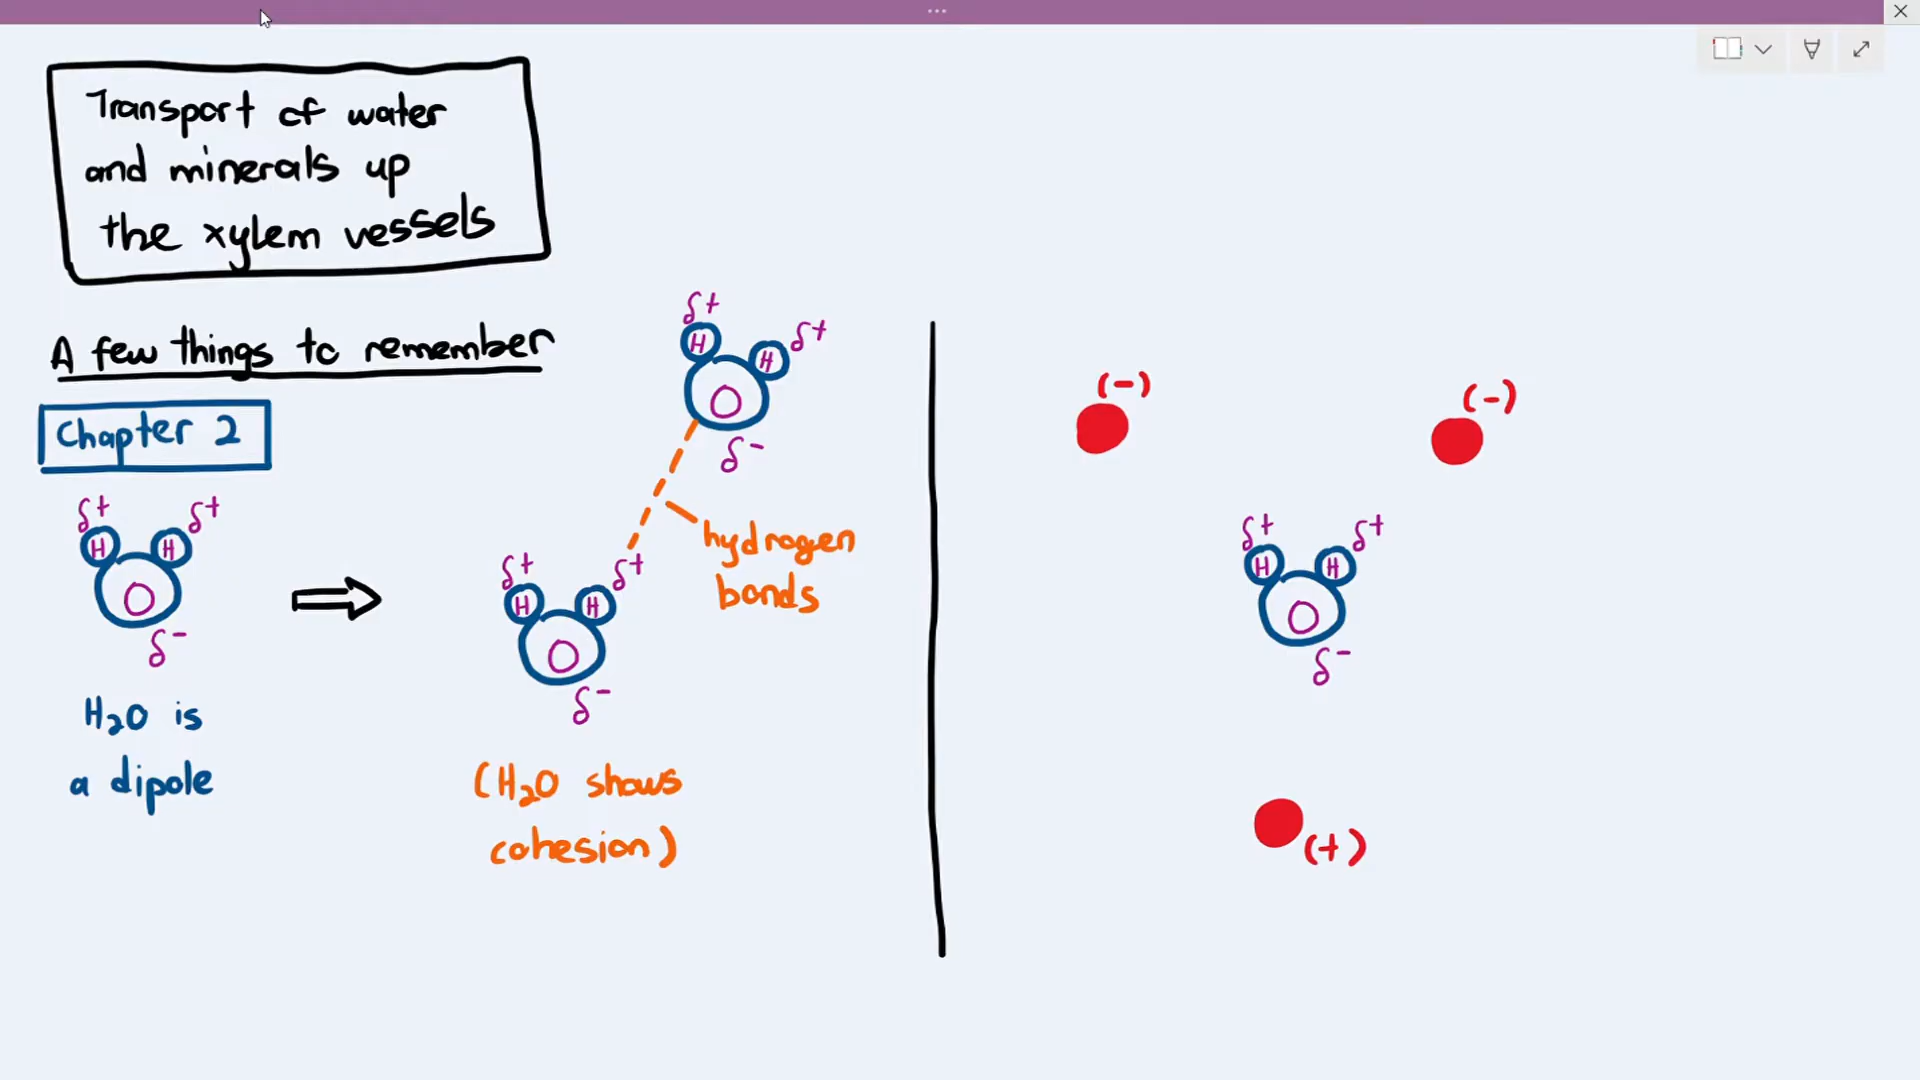 Transport of water
and minerals up
the xylem vessels
A few things to remember
Chapter 2
δ+
δ+
H
H
O
δ-
H₂O is
a dipole
δ+
δ+
H
H
O
δ-
hydrogen
bonds
δ+
δ+
H
H
O
δ-
(H₂O shows
cohesion)
(-)
(-)
δ+
δ+
H
H
O
δ-
(+)